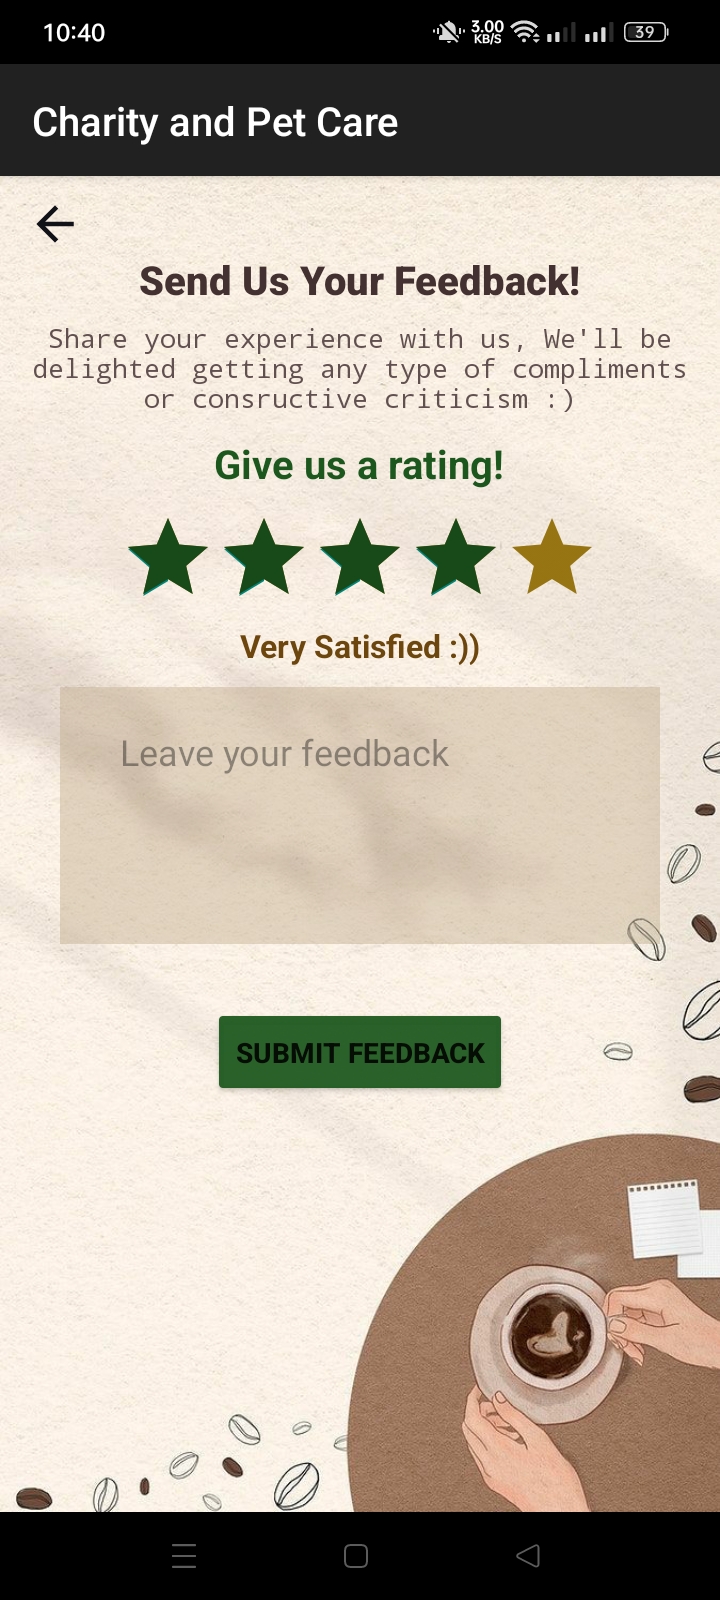 10:40
3.00
KB/S
39
Charity and Pet Care
Send Us Your Feedback!
Share your experience with us, We'll be
delighted getting any type of compliments
or consructive criticism :)
Give us a rating!
Very Satisfied :))
Leave your feedback
SUBMIT FEEDBACK